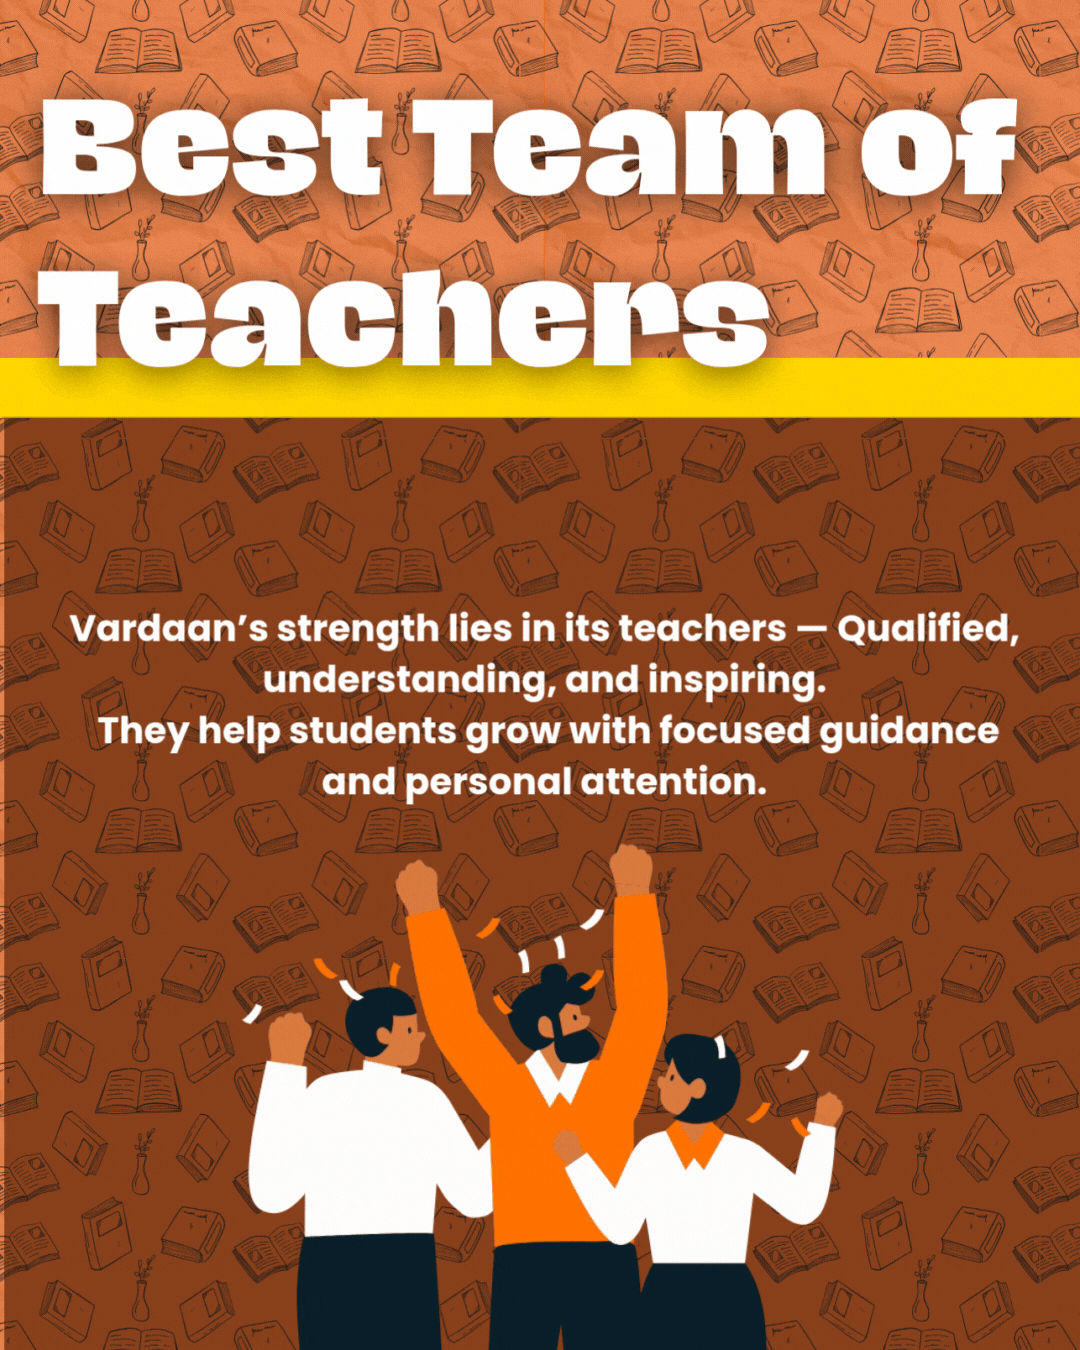 Best Team of
Teachers
Vardaan’s strength lies in its teachers — Qualified,
understanding, and inspiring.
They help students grow with focused guidance
and personal attention.